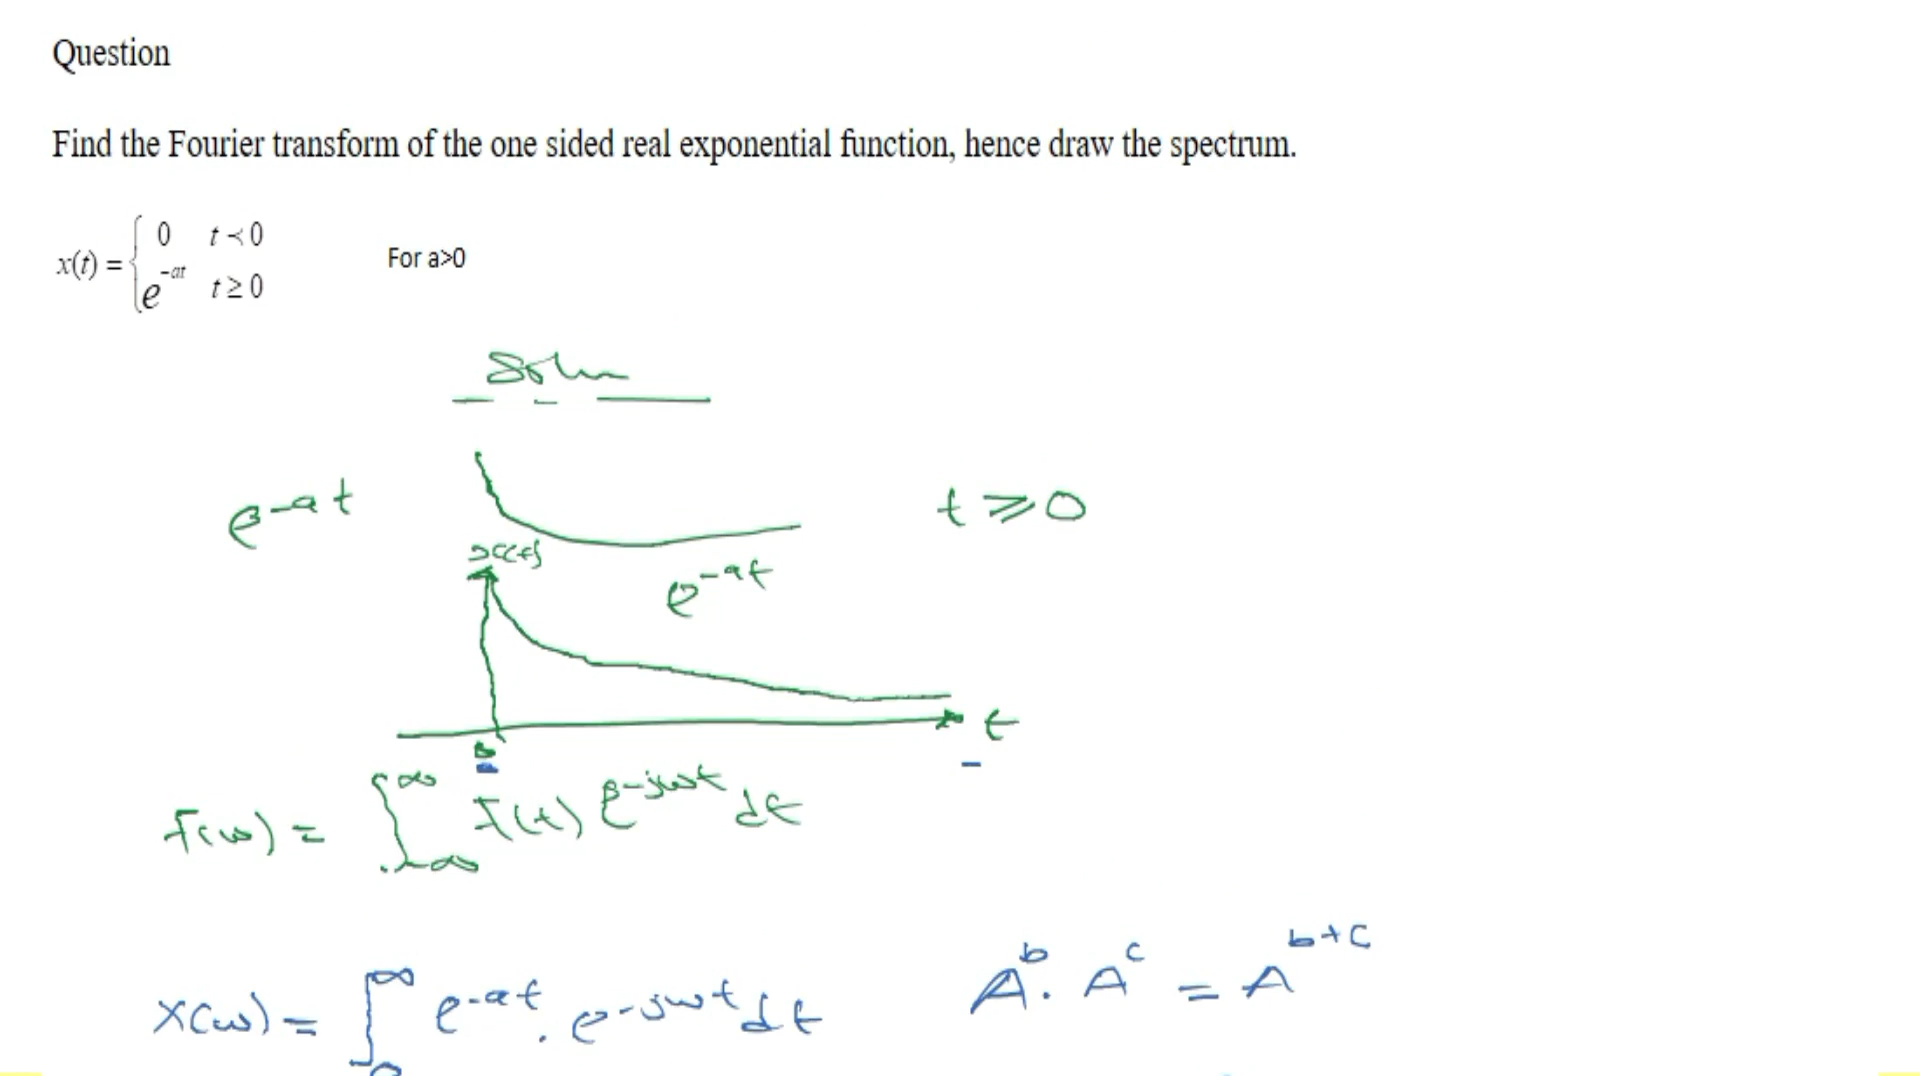 Question
Find the Fourier transform of the one sided real exponential function, hence draw the spectrum.
x(t) = { 0 t ≺ 0
e^{-at} t ≥ 0
For a>0
Soln
e^{-at} t ≥ 0
x(t)
e^{-at}
t
F(ω) = ∫_{-∞}^{∞} f(t) e^{-jωt} dt
A^b . A^c = A^{b+c}
X(ω) = ∫_0^∞ e^{-at} . e^{-jωt} dt